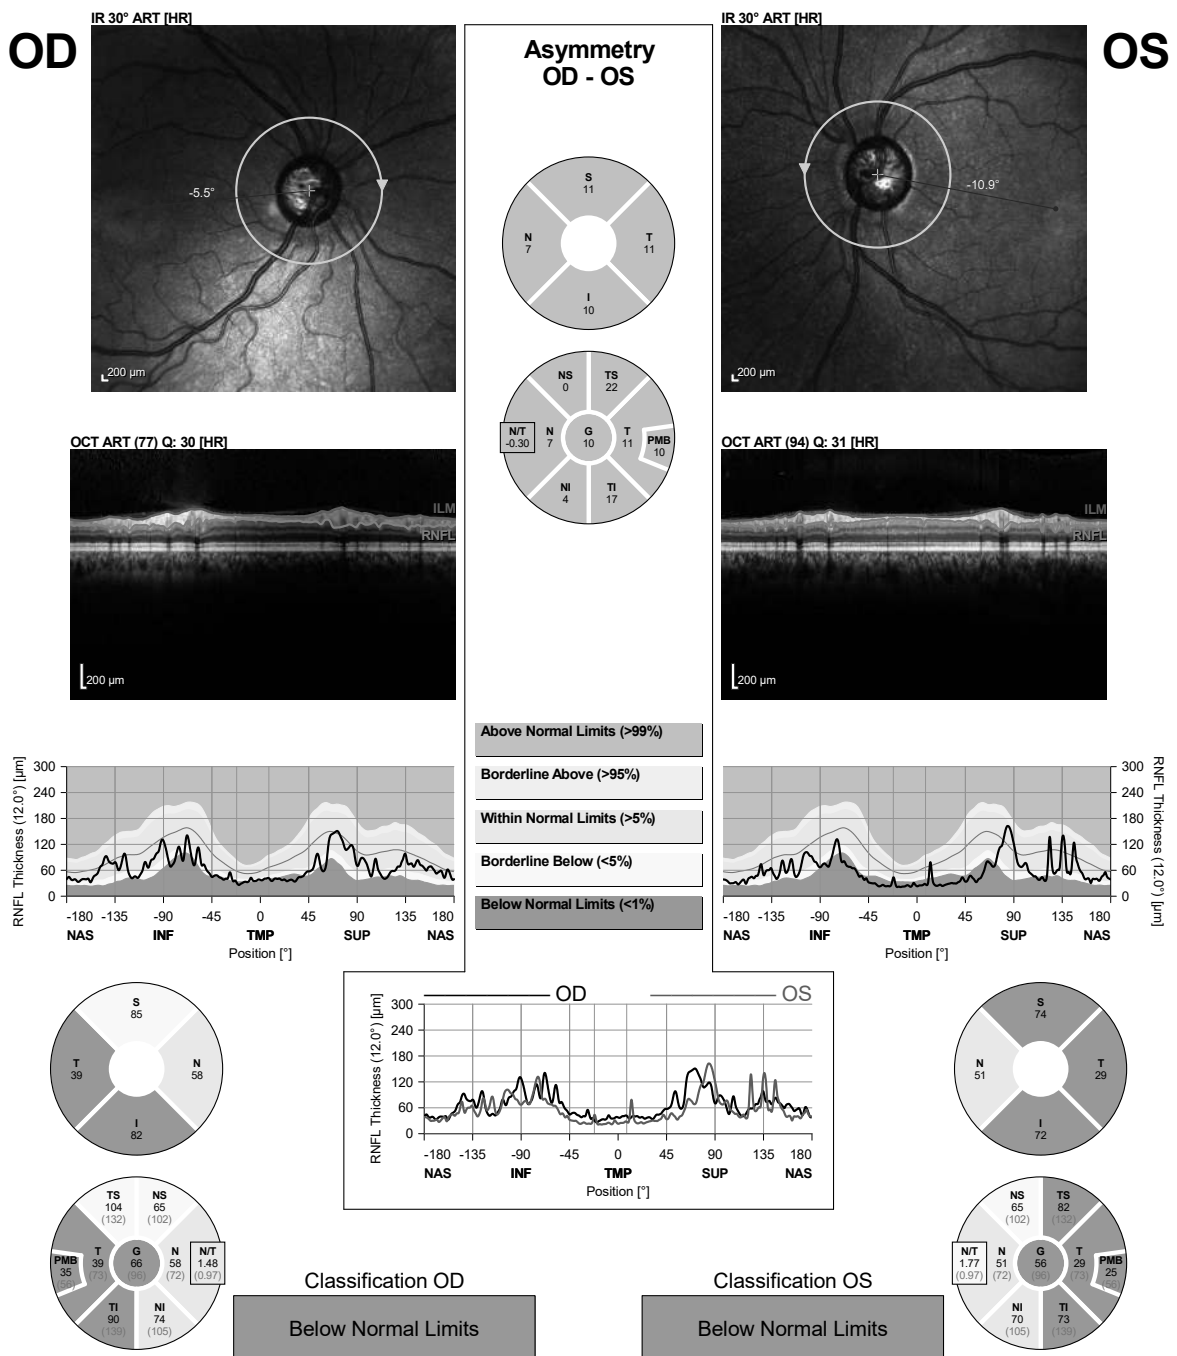 IR 30° ART [HR]
OD
-5.5°
200 µm
Asymmetry
OD - OS
S
11
N
7
T
11
I
10
NS
0
TS
22
N/T
-0.30
N
7
G
10
T
11
PMB
10
NI
4
TI
17
IR 30° ART [HR]
OS
-10.9°
200 µm
OCT ART (77) Q: 30 [HR]
ILM
RNFL
200 µm
OCT ART (94) Q: 31 [HR]
ILM
RNFL
200 µm
Above Normal Limits (>99%)
Borderline Above (>95%)
Within Normal Limits (>5%)
Borderline Below (<5%)
Below Normal Limits (<1%)
RNFL Thickness (12.0°) [µm]
300
240
180
120
60
0
-180 -135 -90 -45 0 45 90 135 180
NAS INF TMP SUP NAS
Position [°]
RNFL Thickness (12.0°) [µm]
300
240
180
120
60
0
-180 -135 -90 -45 0 45 90 135 180
NAS INF TMP SUP NAS
Position [°]
OD OS
RNFL Thickness (12.0°) [µm]
300
240
180
120
60
0
-180 -135 -90 -45 0 45 90 135 180
NAS INF TMP SUP NAS
Position [°]
S
85
T
39
N
58
I
82
S
74
N
51
T
29
I
72
TS
104
(132)
NS
65
(102)
PMB
35
(56)
T
39
(73)
G
66
(96)
N
58
(72)
N/T
1.48
(0.97)
TI
90
(139)
NI
74
(105)
Classification OD
Below Normal Limits
Classification OS
Below Normal Limits
NS
65
(102)
TS
82
(132)
N/T
1.77
(0.97)
N
51
(72)
G
56
(96)
T
29
(73)
PMB
25
(56)
NI
70
(105)
TI
73
(139)